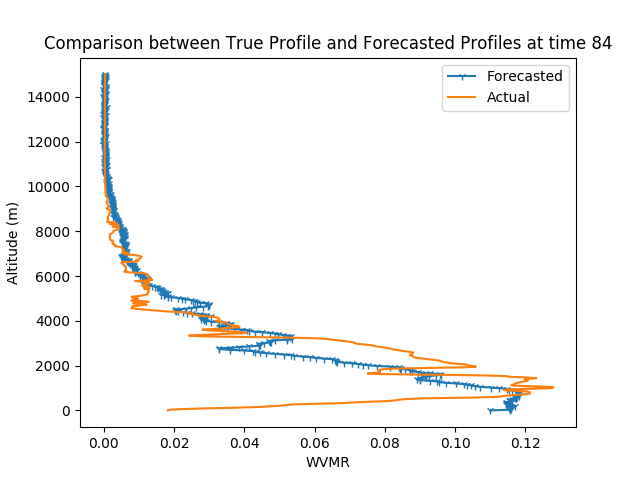 Comparison between True Profile and Forecasted Profiles at time 84
Forecasted
Actual
14000
12000
10000
8000
6000
4000
2000
0
Altitude (m)
0.00 0.02 0.04 0.06 0.08 0.10 0.12
WVMR